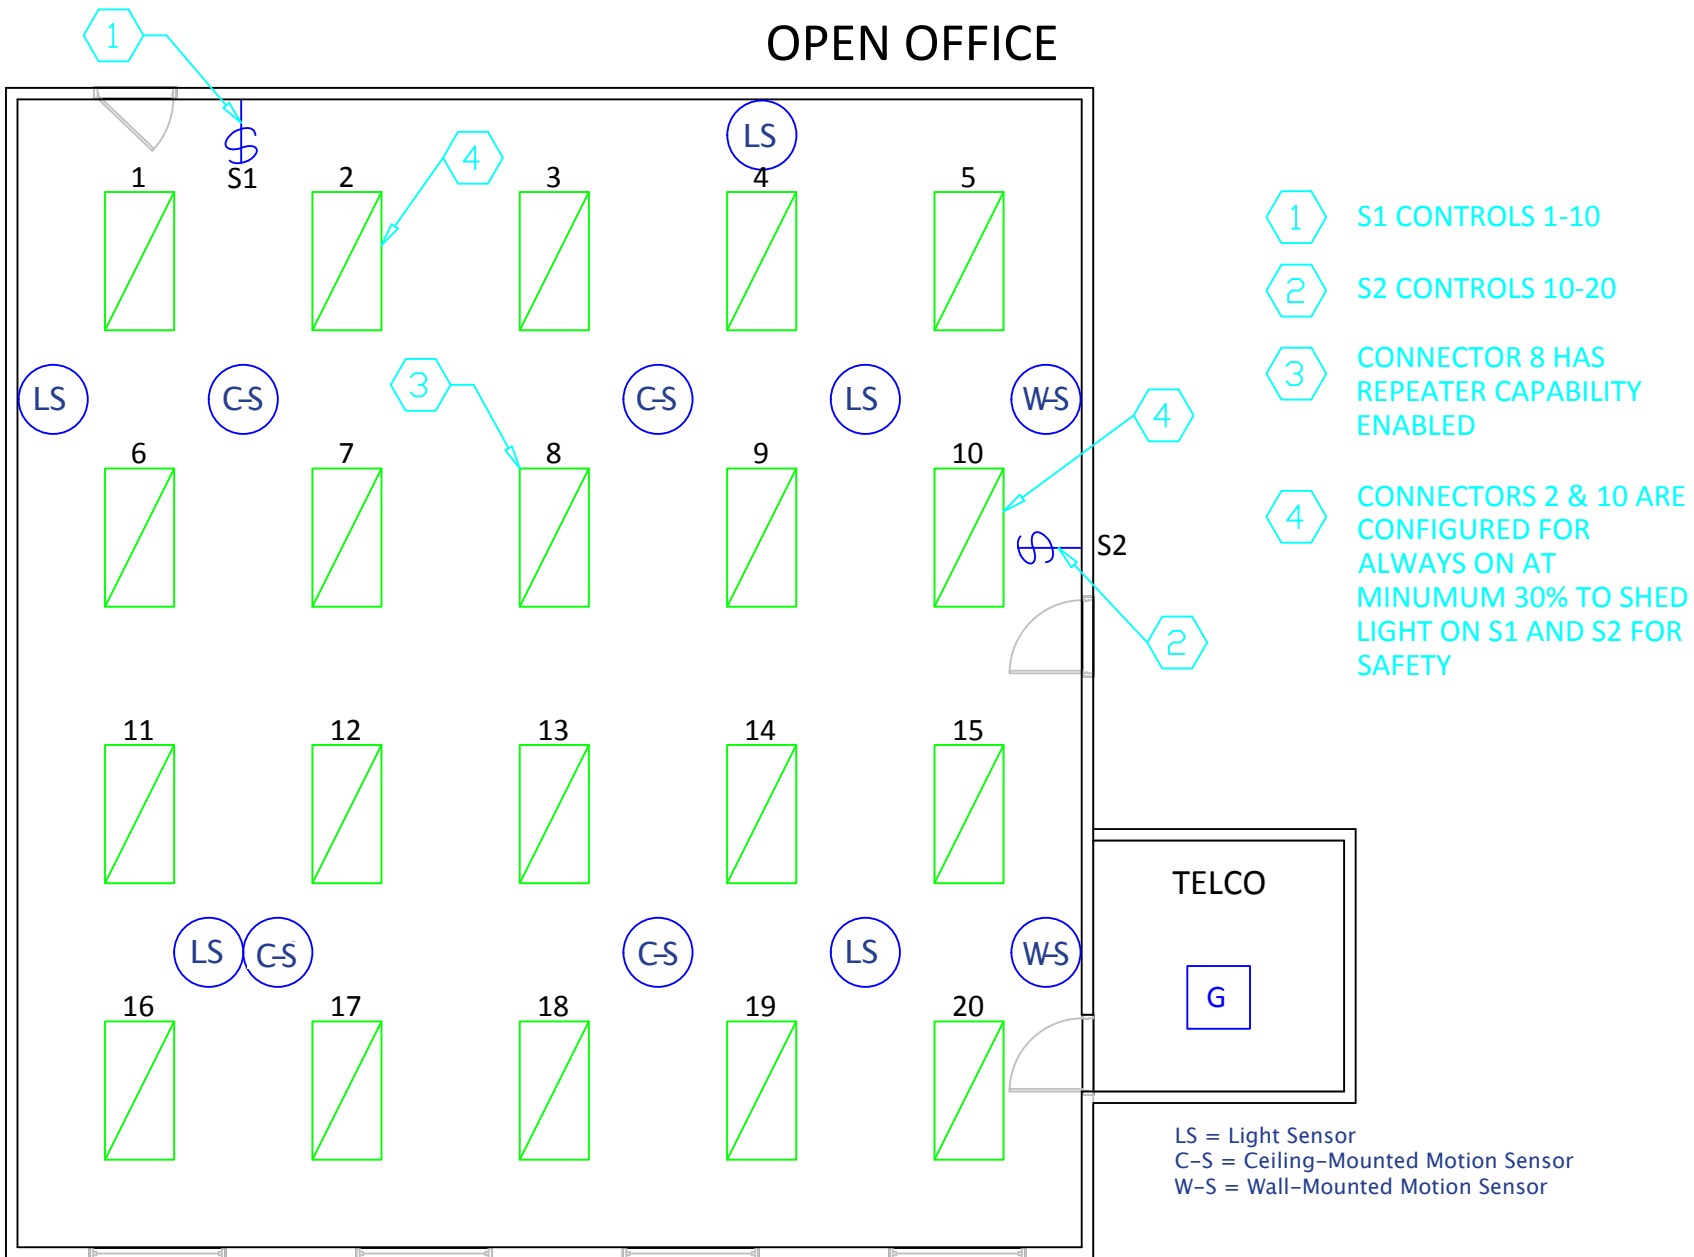 OPEN OFFICE
1
LS
4
1 S1 2 3 4 5
1 S1 CONTROLS 1-10
2 S2 CONTROLS 10-20
3 CONNECTOR 8 HAS
REPEATER CAPABILITY
ENABLED
LS C-S 3 C-S LS W-S 4
6 7 8 9 10
4 CONNECTORS 2 & 10 ARE
CONFIGURED FOR
ALWAYS ON AT
MINUMUM 30% TO SHED
LIGHT ON S1 AND S2 FOR
SAFETY
S2
2
11 12 13 14 15
TELCO
LS C-S C-S LS W-S
G
16 17 18 19 20
LS = Light Sensor
C-S = Ceiling-Mounted Motion Sensor
W-S = Wall-Mounted Motion Sensor